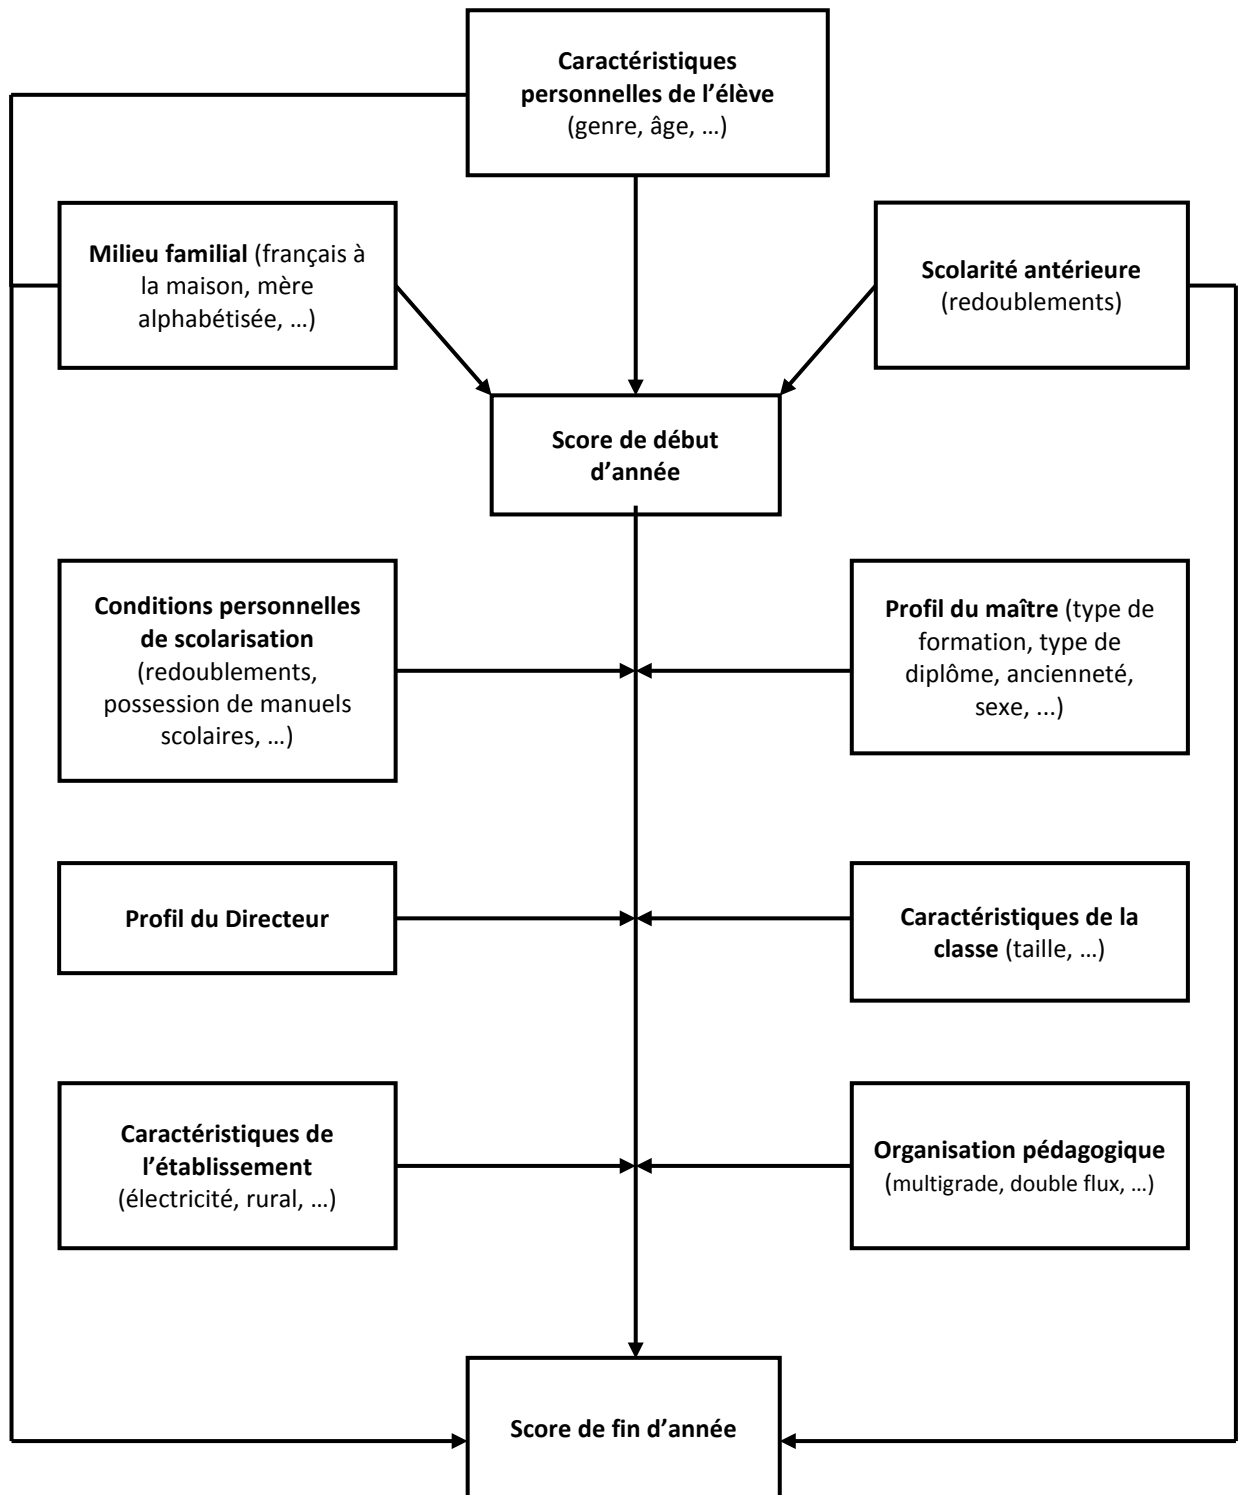 Caractéristiques
personnelles de l’élève
(genre, âge, …)
Milieu familial (français à
la maison, mère
alphabétisée, …)
Scolarité antérieure
(redoublements)
Score de début
d’année
Conditions personnelles
de scolarisation
(redoublements,
possession de manuels
scolaires, …)
Profil du maître (type de
formation, type de
diplôme, ancienneté,
sexe, ...)
Profil du Directeur
Caractéristiques de la
classe (taille, …)
Caractéristiques de
l’établissement
(électricité, rural, …)
Organisation pédagogique
(multigrade, double flux, …)
Score de fin d’année